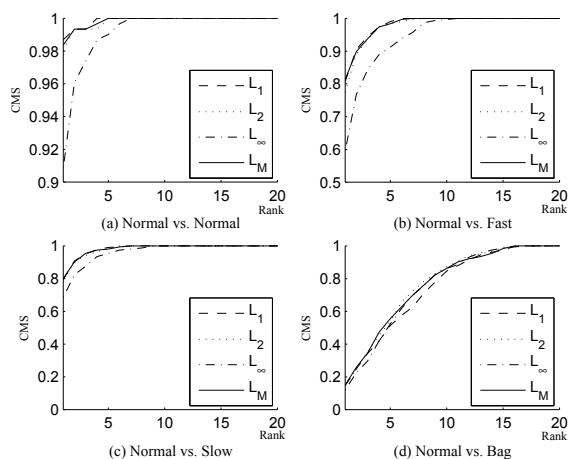 1
0.98
0.96
0.94
0.92
0.9
CMS
5 10 15 20
Rank
L1
L2
L∞
LM
(a) Normal vs. Normal
1
0.9
0.8
0.7
0.6
0.5
CMS
5 10 15 20
Rank
L1
L2
L∞
LM
(b) Normal vs. Fast
1
0.8
0.6
0.4
0.2
0
CMS
5 10 15 20
Rank
L1
L2
L∞
LM
(c) Normal vs. Slow
1
0.8
0.6
0.4
0.2
0
CMS
5 10 15 20
Rank
L1
L2
L∞
LM
(d) Normal vs. Bag